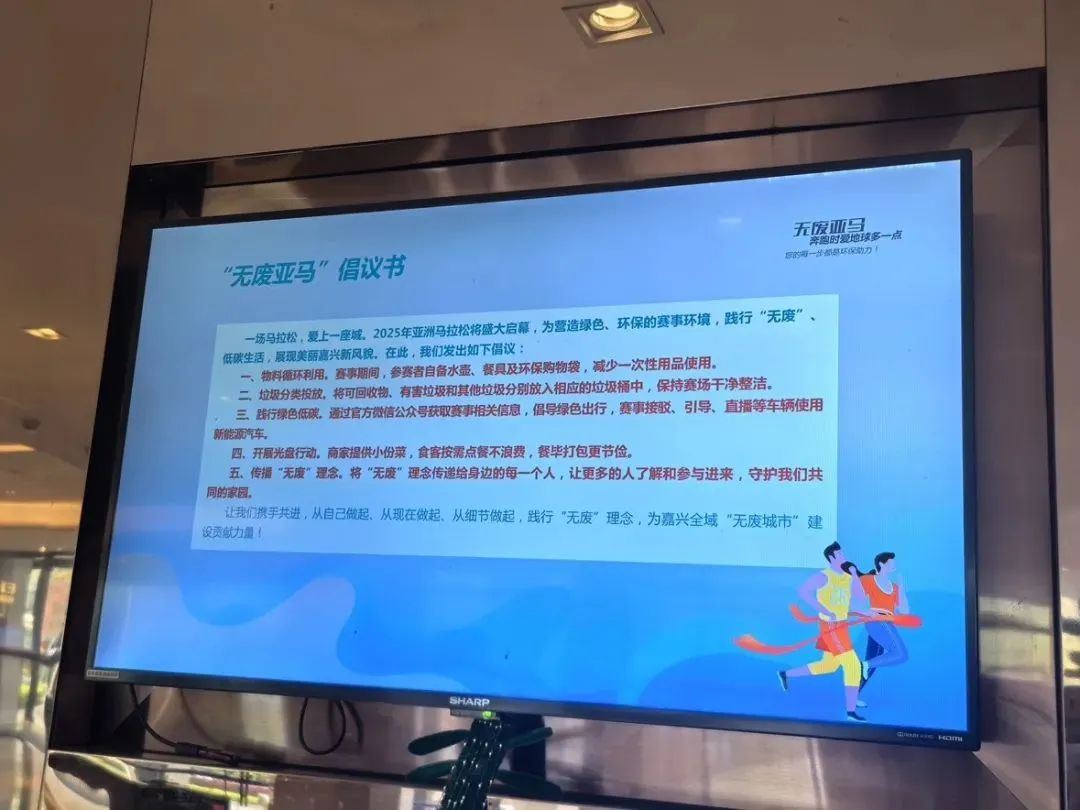 无废亚马
奔跑时爱地球多一点
您的每一步都是环保助力！
“无废亚马”倡议书
一场马拉松，爱上一座城。2025年亚洲马拉松将盛大启幕，为营造绿色、环保的赛事环境，践行“无废”、
低碳生活，展现美丽嘉兴新风貌。在此，我们发出如下倡议：
一、物料循环利用。赛事期间，参赛者自备水壶、餐具及环保购物袋，减少一次性用品使用。
二、垃圾分类投放。将可回收物、有害垃圾和其他垃圾分别放入相应的垃圾桶中，保持赛场干净整洁。
三、践行绿色低碳。通过官方微信公众号获取赛事相关信息，倡导绿色出行，赛事接驳、引导、直播等车辆使用
新能源汽车。
四、开展光盘行动。商家提供小份菜，食客按需点餐不浪费，餐毕打包更节俭。
五、传播“无废”理念。将“无废”理念传递给身边的每一个人，让更多的人了解和参与进来，守护我们共
同的家园。
让我们携手共进，从自己做起、从现在做起、从细节做起，践行“无废”理念，为嘉兴全域“无废城市”建
设贡献力量！
SHARP
HDMI